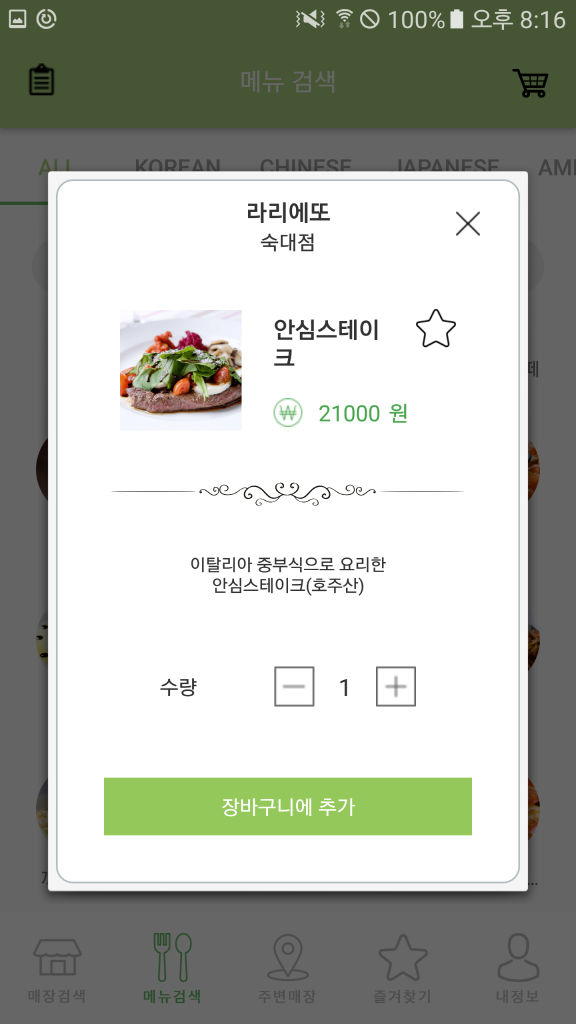 100% 오후 8:16
메뉴 검색
ALL KOREAN CHINESE JAPANESE AM
라리에또
숙대점
안심스테이
크
21000 원
이탈리아 중부식으로 요리한
안심스테이크(호주산)
수량 1
장바구니에 추가
매장검색 메뉴검색 주변매장 즐겨찾기 내정보